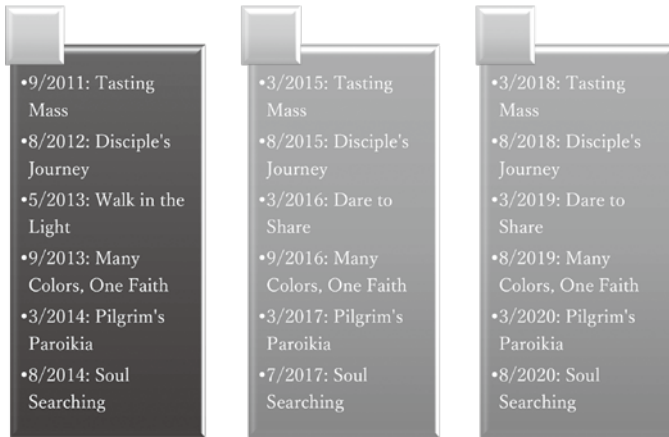 •9/2011: Tasting
Mass
•8/2012: Disciple's
Journey
•5/2013: Walk in the
Light
•9/2013: Many
Colors, One Faith
•3/2014: Pilgrim's
Paroikia
•8/2014: Soul
Searching
•3/2015: Tasting
Mass
•8/2015: Disciple's
Journey
•3/2016: Dare to
Share
•9/2016: Many
Colors, One Faith
•3/2017: Pilgrim's
Paroikia
•7/2017: Soul
Searching
•3/2018: Tasting
Mass
•8/2018: Disciple's
Journey
•3/2019: Dare to
Share
•8/2019: Many
Colors, One Faith
•3/2020: Pilgrim's
Paroikia
•8/2020: Soul
Searching